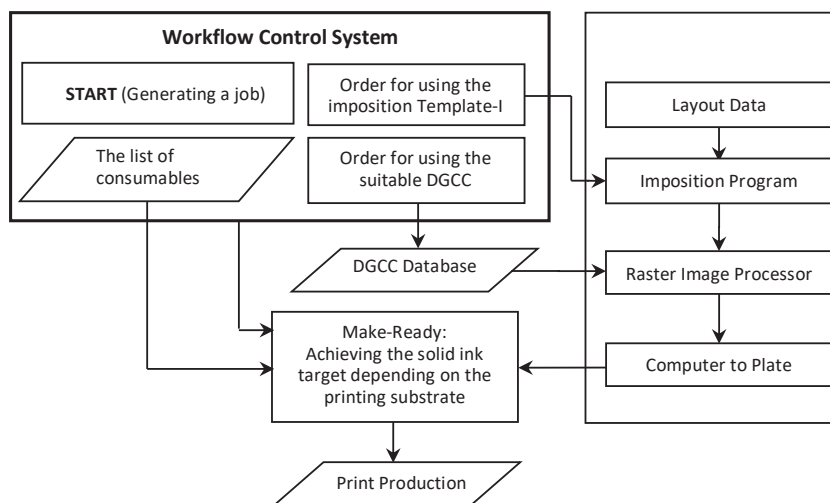 Workflow Control System
START (Generating a job)
Order for using the
imposition Template-I
The list of
consumables
Order for using the
suitable DGCC
DGCC Database
Make-Ready:
Achieving the solid ink
target depending on the
printing substrate
Print Production
Layout Data
Imposition Program
Raster Image Processor
Computer to Plate